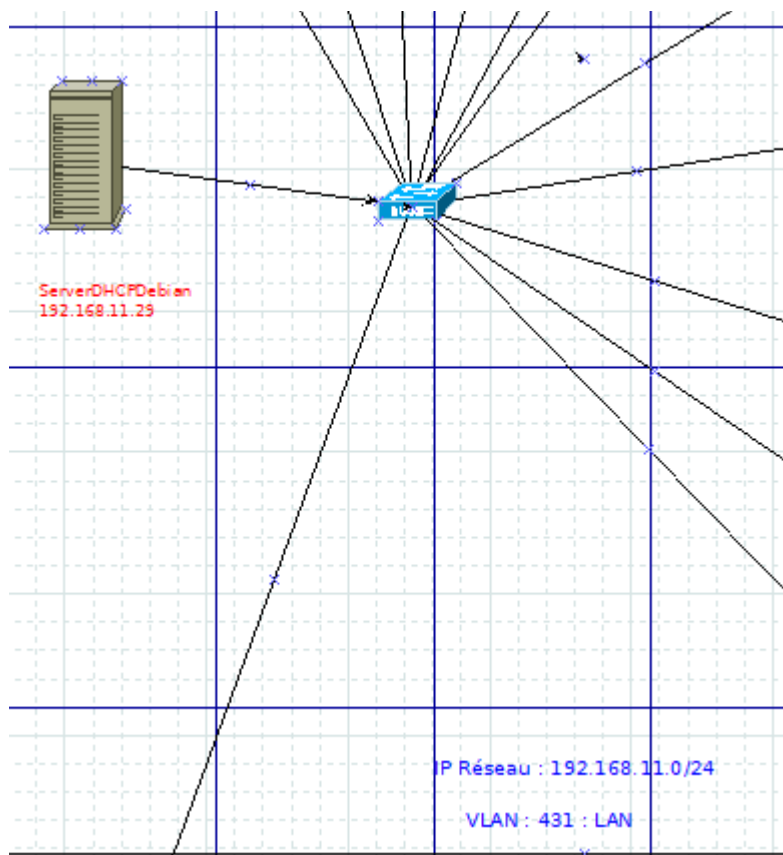 ServerDHCPDebian
192.168.11.29
IP Réseau : 192.168.11.0/24
VLAN : 431 : LAN